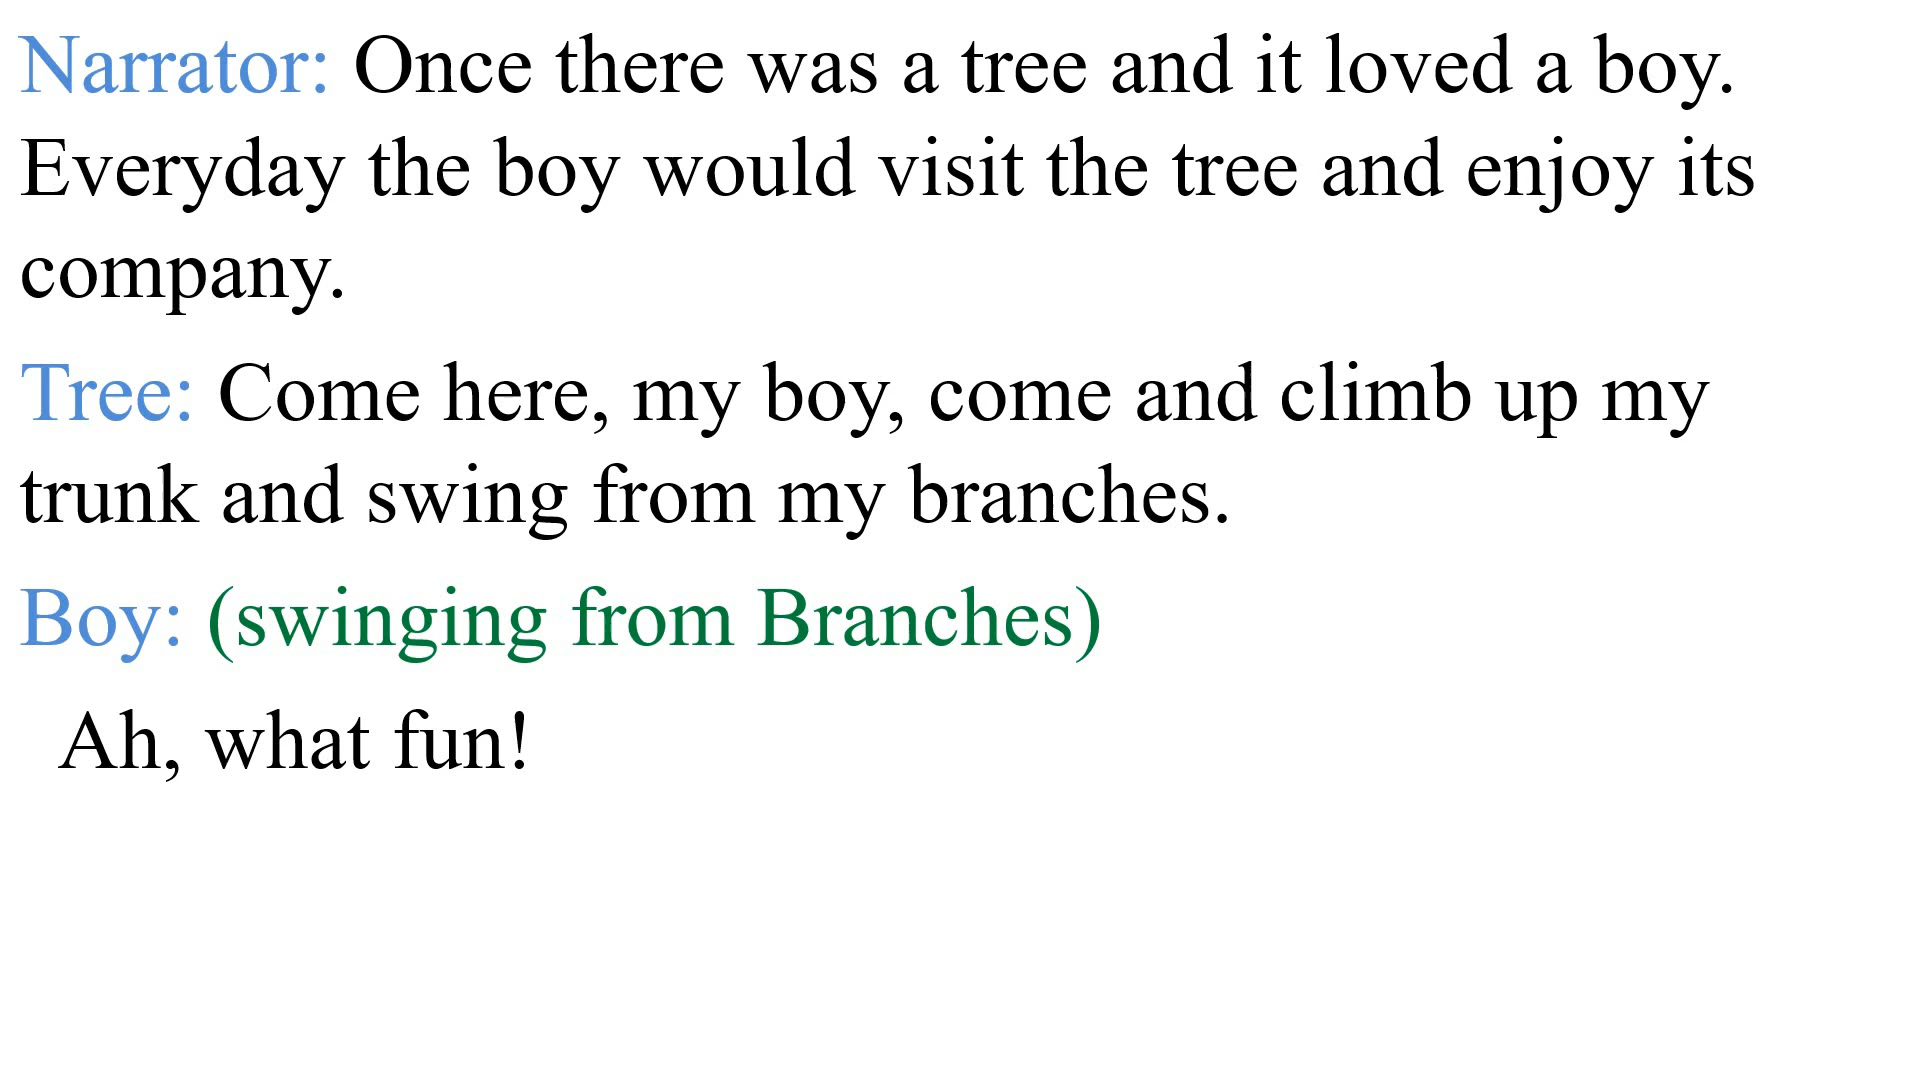 Narrator: Once there was a tree and it loved a boy.
Everyday the boy would visit the tree and enjoy its
company.
Tree: Come here, my boy, come and climb up my
trunk and swing from my branches.
Boy: (swinging from Branches)
Ah, what fun!